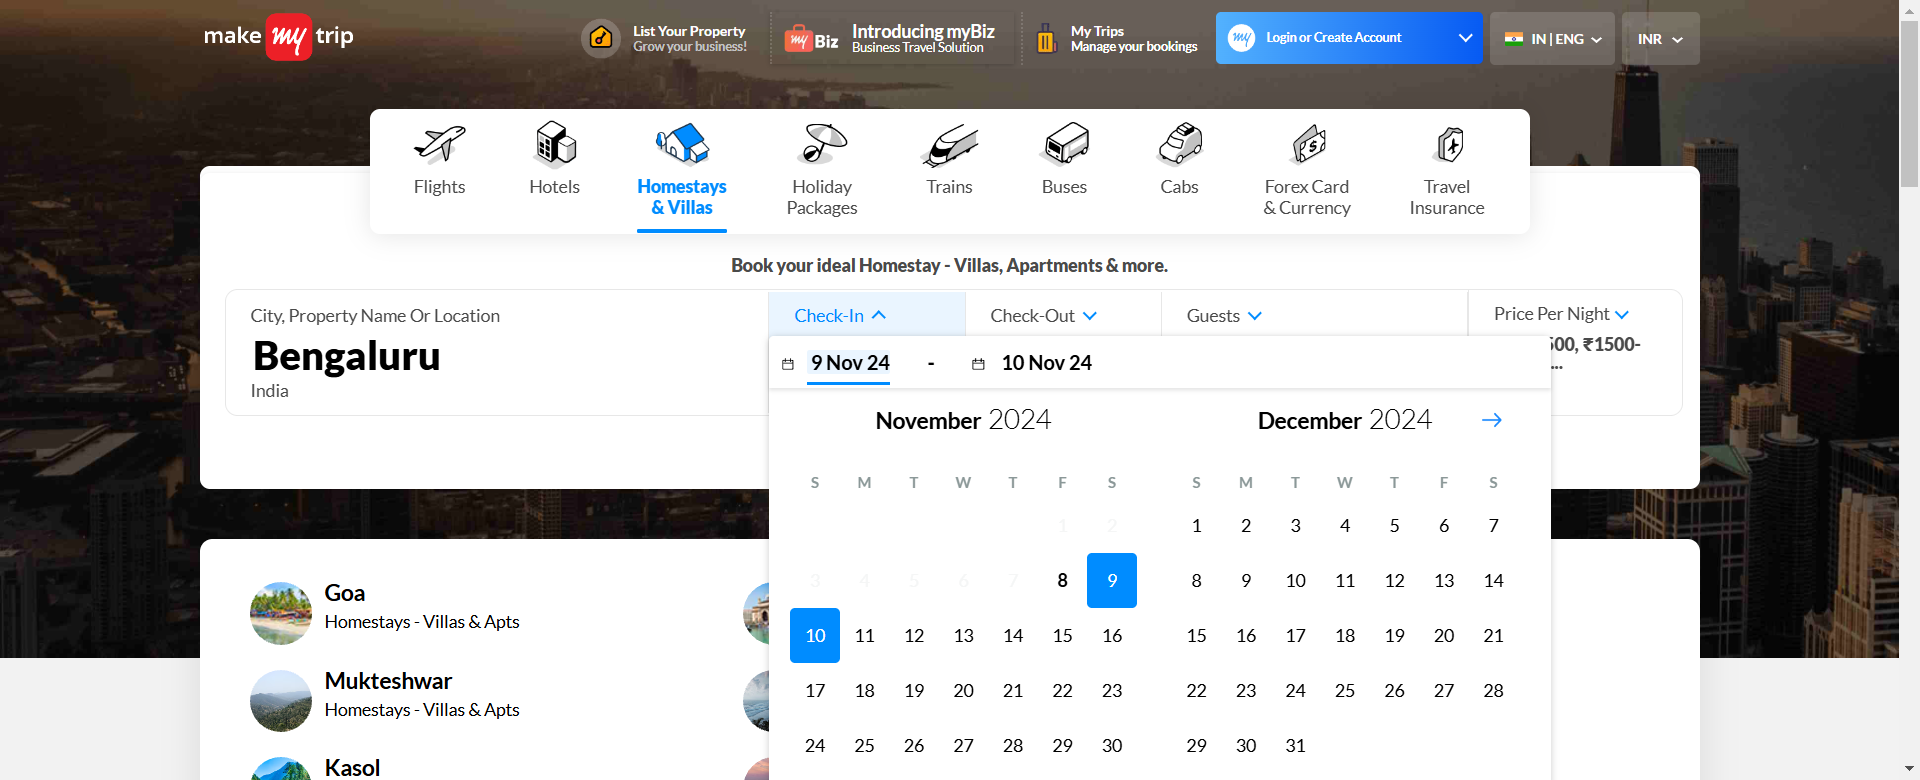 make my trip
List Your Property
Grow your business!
my Biz
Introducing myBiz
Business Travel Solution
My Trips
Manage your bookings
my
Login or Create Account
IN | ENG
INR
Flights
Hotels
Homestays
& Villas
Holiday
Packages
Trains
Buses
Cabs
Forex Card
& Currency
Travel
Insurance
Book your ideal Homestay - Villas, Apartments & more.
City, Property Name Or Location
Bengaluru
India
Check-In
Check-Out
Guests
Price Per Night
500, ₹1500-
...
9 Nov 24 - 10 Nov 24
November 2024
S M T W T F S
1 2
3 4 5 6 7 8 9
10 11 12 13 14 15 16
17 18 19 20 21 22 23
24 25 26 27 28 29 30
December 2024
S M T W T F S
1 2 3 4 5 6 7
8 9 10 11 12 13 14
15 16 17 18 19 20 21
22 23 24 25 26 27 28
29 30 31
Goa
Homestays - Villas & Apts
Mukteshwar
Homestays - Villas & Apts
Kasol